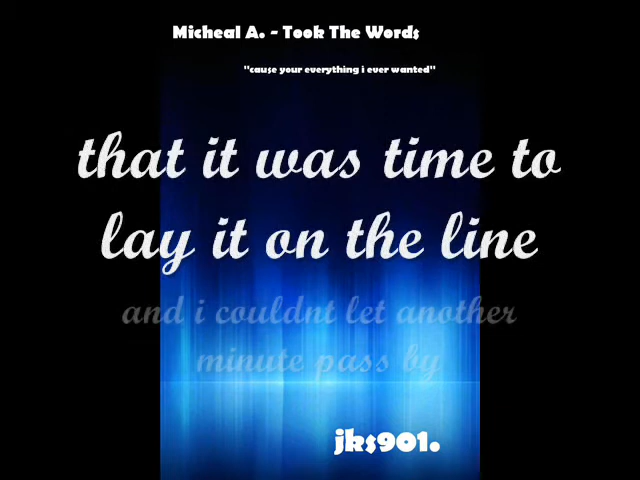 Micheal A. - Took The Words
"cause your everything i ever wanted"
that it was time to
lay it on the line
and i couldnt let another
minute pass by
jks901.